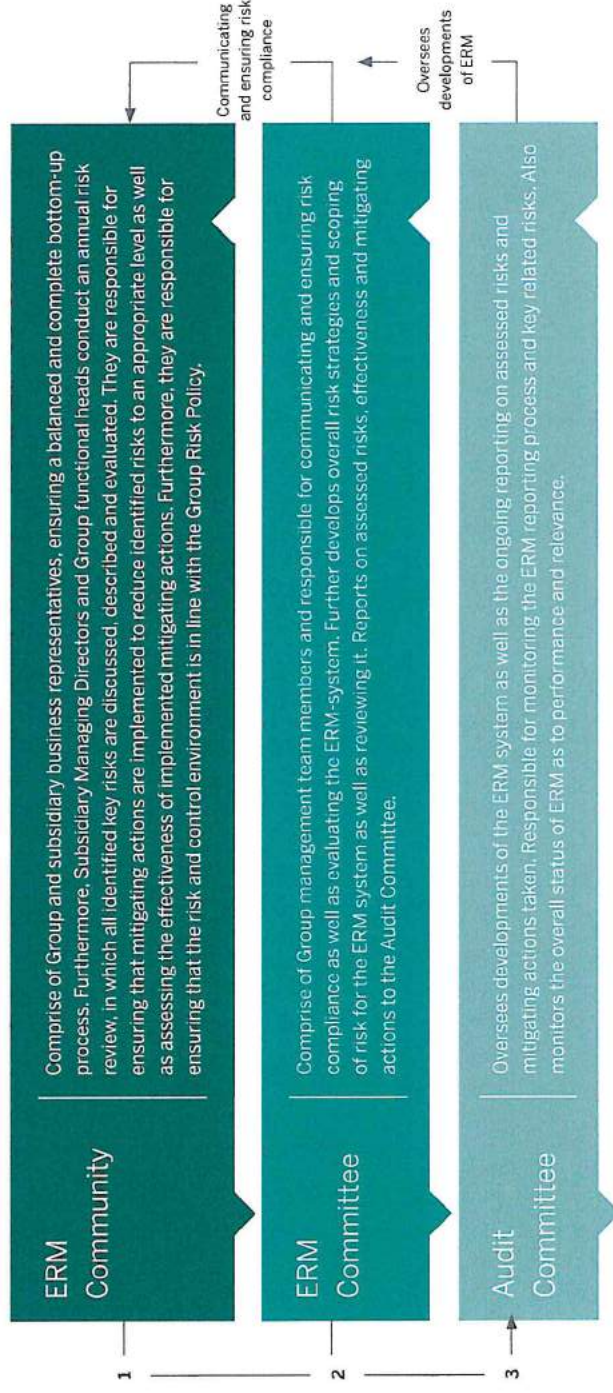 1
ERM
Community
Comprise of Group and subsidiary business representatives, ensuring a balanced and complete bottom-up
process. Furthermore, Subsidiary Managing Directors and Group functional heads conduct an annual risk
review, in which all identified key risks are discussed, described and evaluated. They are responsible for
ensuring that mitigating actions are implemented to reduce identified risks to an appropriate level as well
as assessing the effectiveness of implemented mitigating actions. Furthermore, they are responsible for
ensuring that the risk and control environment is in line with the Group Risk Policy.
Communicating
and ensuring risk
compliance
2
ERM
Committee
Comprise of Group management team members and responsible for communicating and ensuring risk
compliance as well as evaluating the ERM-system. Further develops overall risk strategies and scoping
of risk for the ERM system as well as reviewing it. Reports on assessed risks, effectiveness and mitigating
actions to the Audit Committee.
Oversees
developments
of ERM
3
Audit
Committee
Oversees developments of the ERM system as well as the ongoing reporting on assessed risks and
mitigating actions taken. Responsible for monitoring the ERM reporting process and key related risks. Also
monitors the overall status of ERM as to performance and relevance.